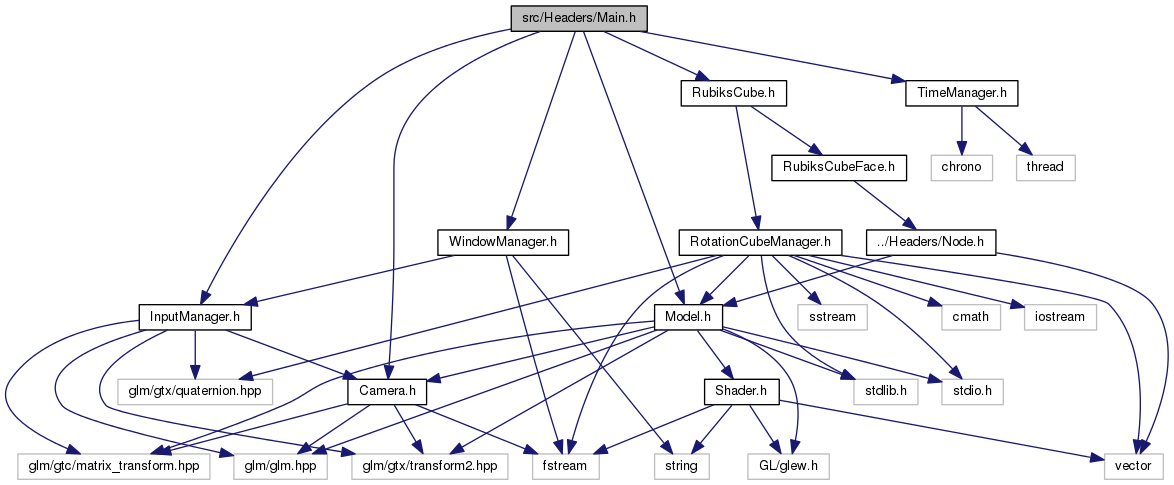 src/Headers/Main.h
RubiksCube.h
TimeManager.h
RubiksCubeFace.h
chrono
thread
WindowManager.h
RotationCubeManager.h
../Headers/Node.h
InputManager.h
Model.h
sstream
cmath
iostream
glm/gtx/quaternion.hpp
Camera.h
Shader.h
stdlib.h
stdio.h
glm/gtc/matrix_transform.hpp
glm/glm.hpp
glm/gtx/transform2.hpp
fstream
string
GL/glew.h
vector